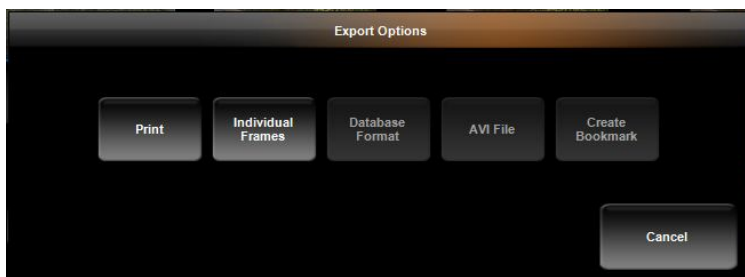 Export Options
Print
Individual
Frames
Database
Format
AVI File
Create
Bookmark
Cancel